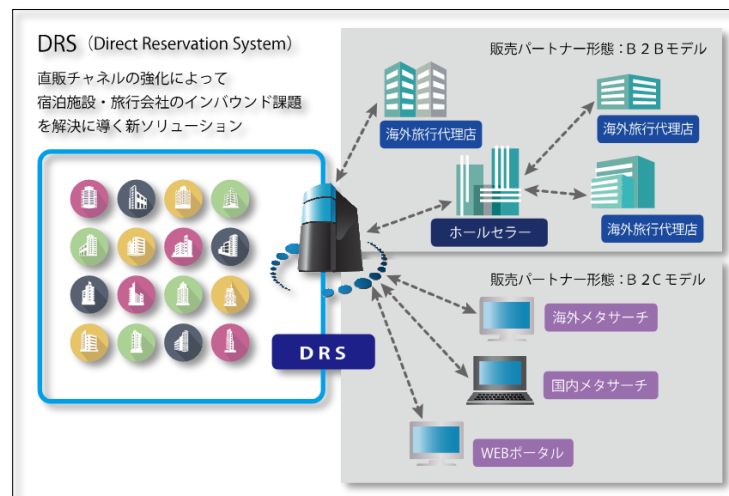 DRS（Direct Reservation System）
直販チャネルの強化によって
宿泊施設・旅行会社のインバウンド課題
を解決に導く新ソリューション
販売パートナー形態：B2Bモデル
海外旅行代理店
海外旅行代理店
ホールセラー
海外旅行代理店
販売パートナー形態：B2Cモデル
海外メタサーチ
DRS
国内メタサーチ
WEBポータル